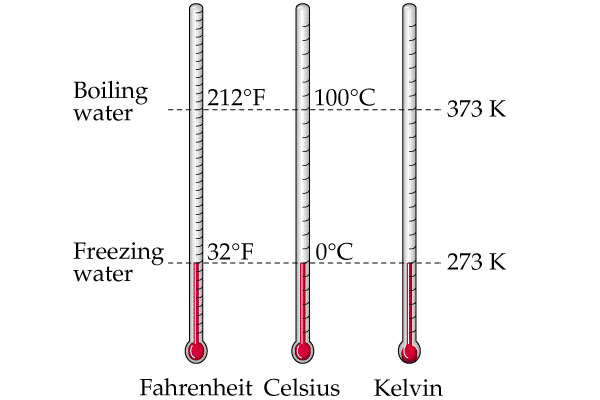 Boiling
water
212°F
100°C
373 K
Freezing
water
32°F
0°C
273 K
Fahrenheit Celsius Kelvin